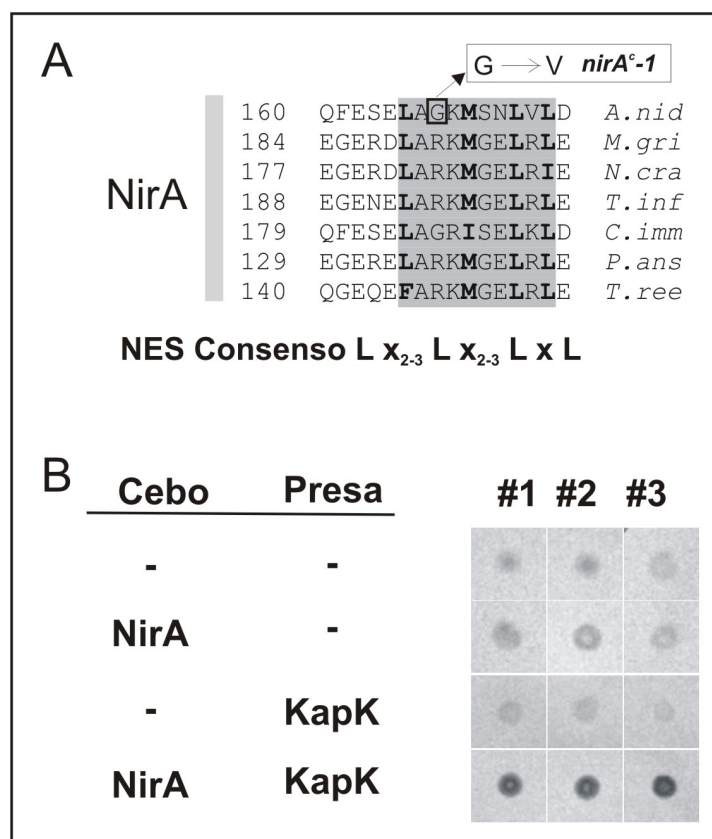 A
G → V nirAᶜ-1
NirA
160 QFESELAGKMSNLVLD A.nid
184 EGERDLARKMGELRLE M.gri
177 EGERDLARKMGELRIE N.cra
188 EGENELARKMGELRLE T.inf
179 QFESELAGRISELKLD C.imm
129 EGERELARKMGELRLE P.ans
140 QGEQEFARKMGELRLE T.ree
NES Consenso L x₂₋₃ L x₂₋₃ L x L
B
Cebo Presa #1 #2 #3
- -
NirA -
- KapK
NirA KapK